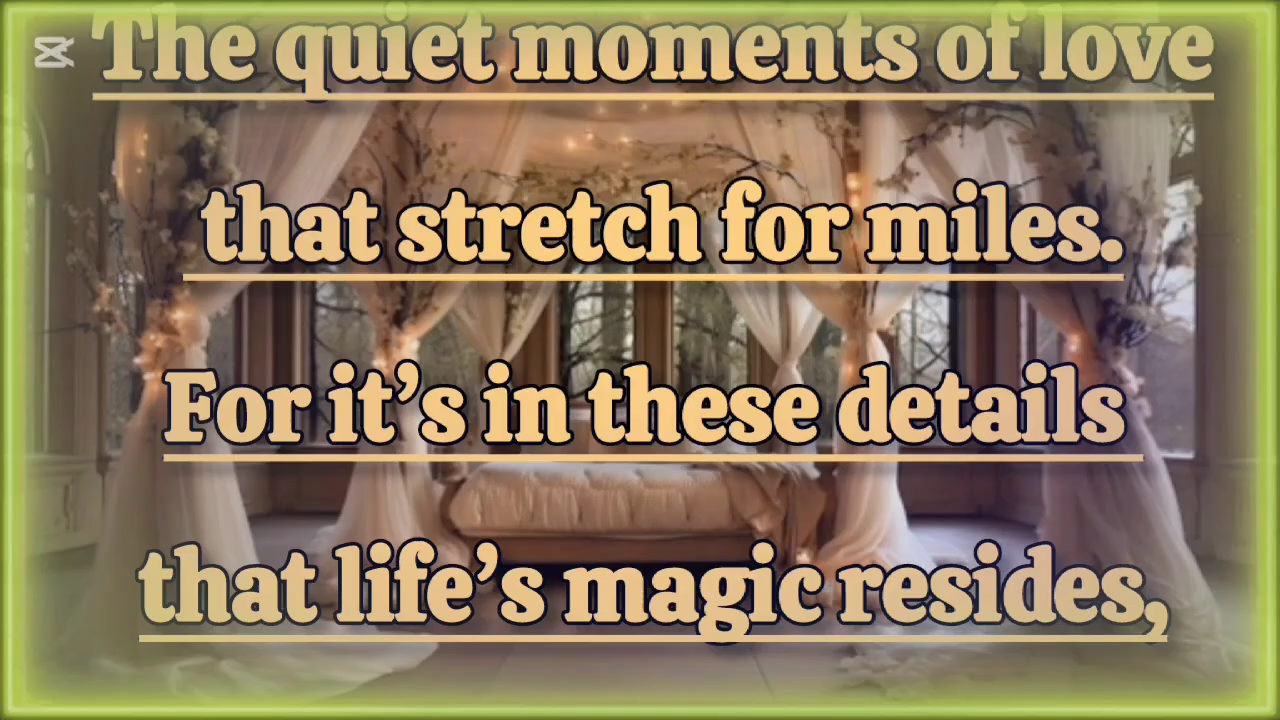 The quiet moments of love
that stretch for miles.
For it’s in these details
that life’s magic resides,